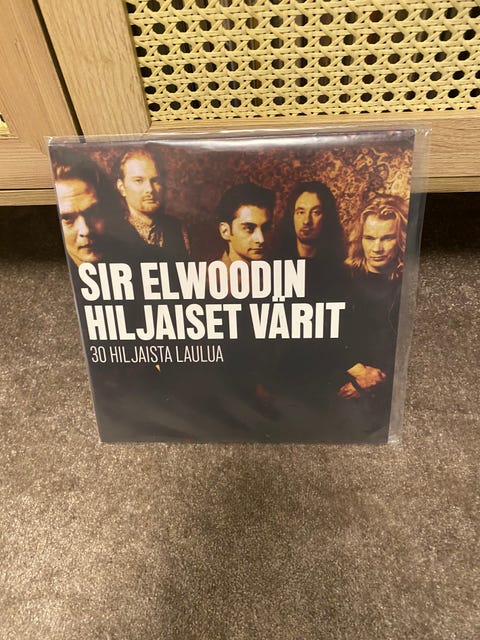 SIR ELWOODIN
HILJAISET VÄRIT
30 HILJAISTA LAULUA